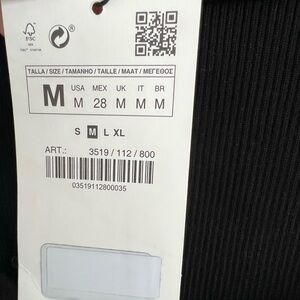 FSC
TALLA / SIZE / TAMANHO / TAILLE / MAAT / ΜΕΓΕΘΟΣ
USA MEX UK IT BR
M M 28 M M M
S M L XL
ART.: 3519 / 112 / 800
03519112800035